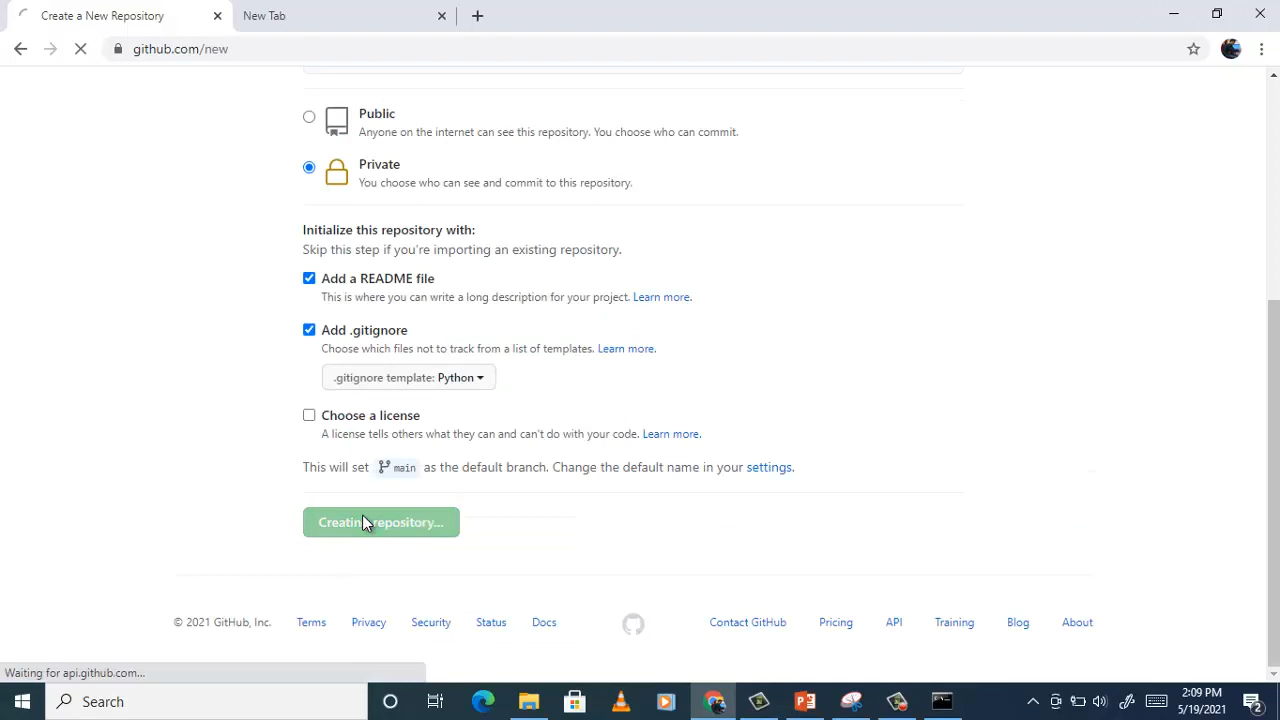 Create a New Repository
New Tab
github.com/new
Public
Anyone on the internet can see this repository. You choose who can commit.
Private
You choose who can see and commit to this repository.
Initialize this repository with:
Skip this step if you're importing an existing repository.
Add a README file
This is where you can write a long description for your project. Learn more.
Add .gitignore
Choose which files not to track from a list of templates. Learn more.
.gitignore template: Python
Choose a license
A license tells others what they can and can't do with your code. Learn more.
This will set main as the default branch. Change the default name in your settings.
Creating repository...
© 2021 GitHub, Inc. Terms Privacy Security Status Docs Contact GitHub Pricing API Training Blog About
Waiting for api.github.com...
Search
2:09 PM
5/19/2021
2